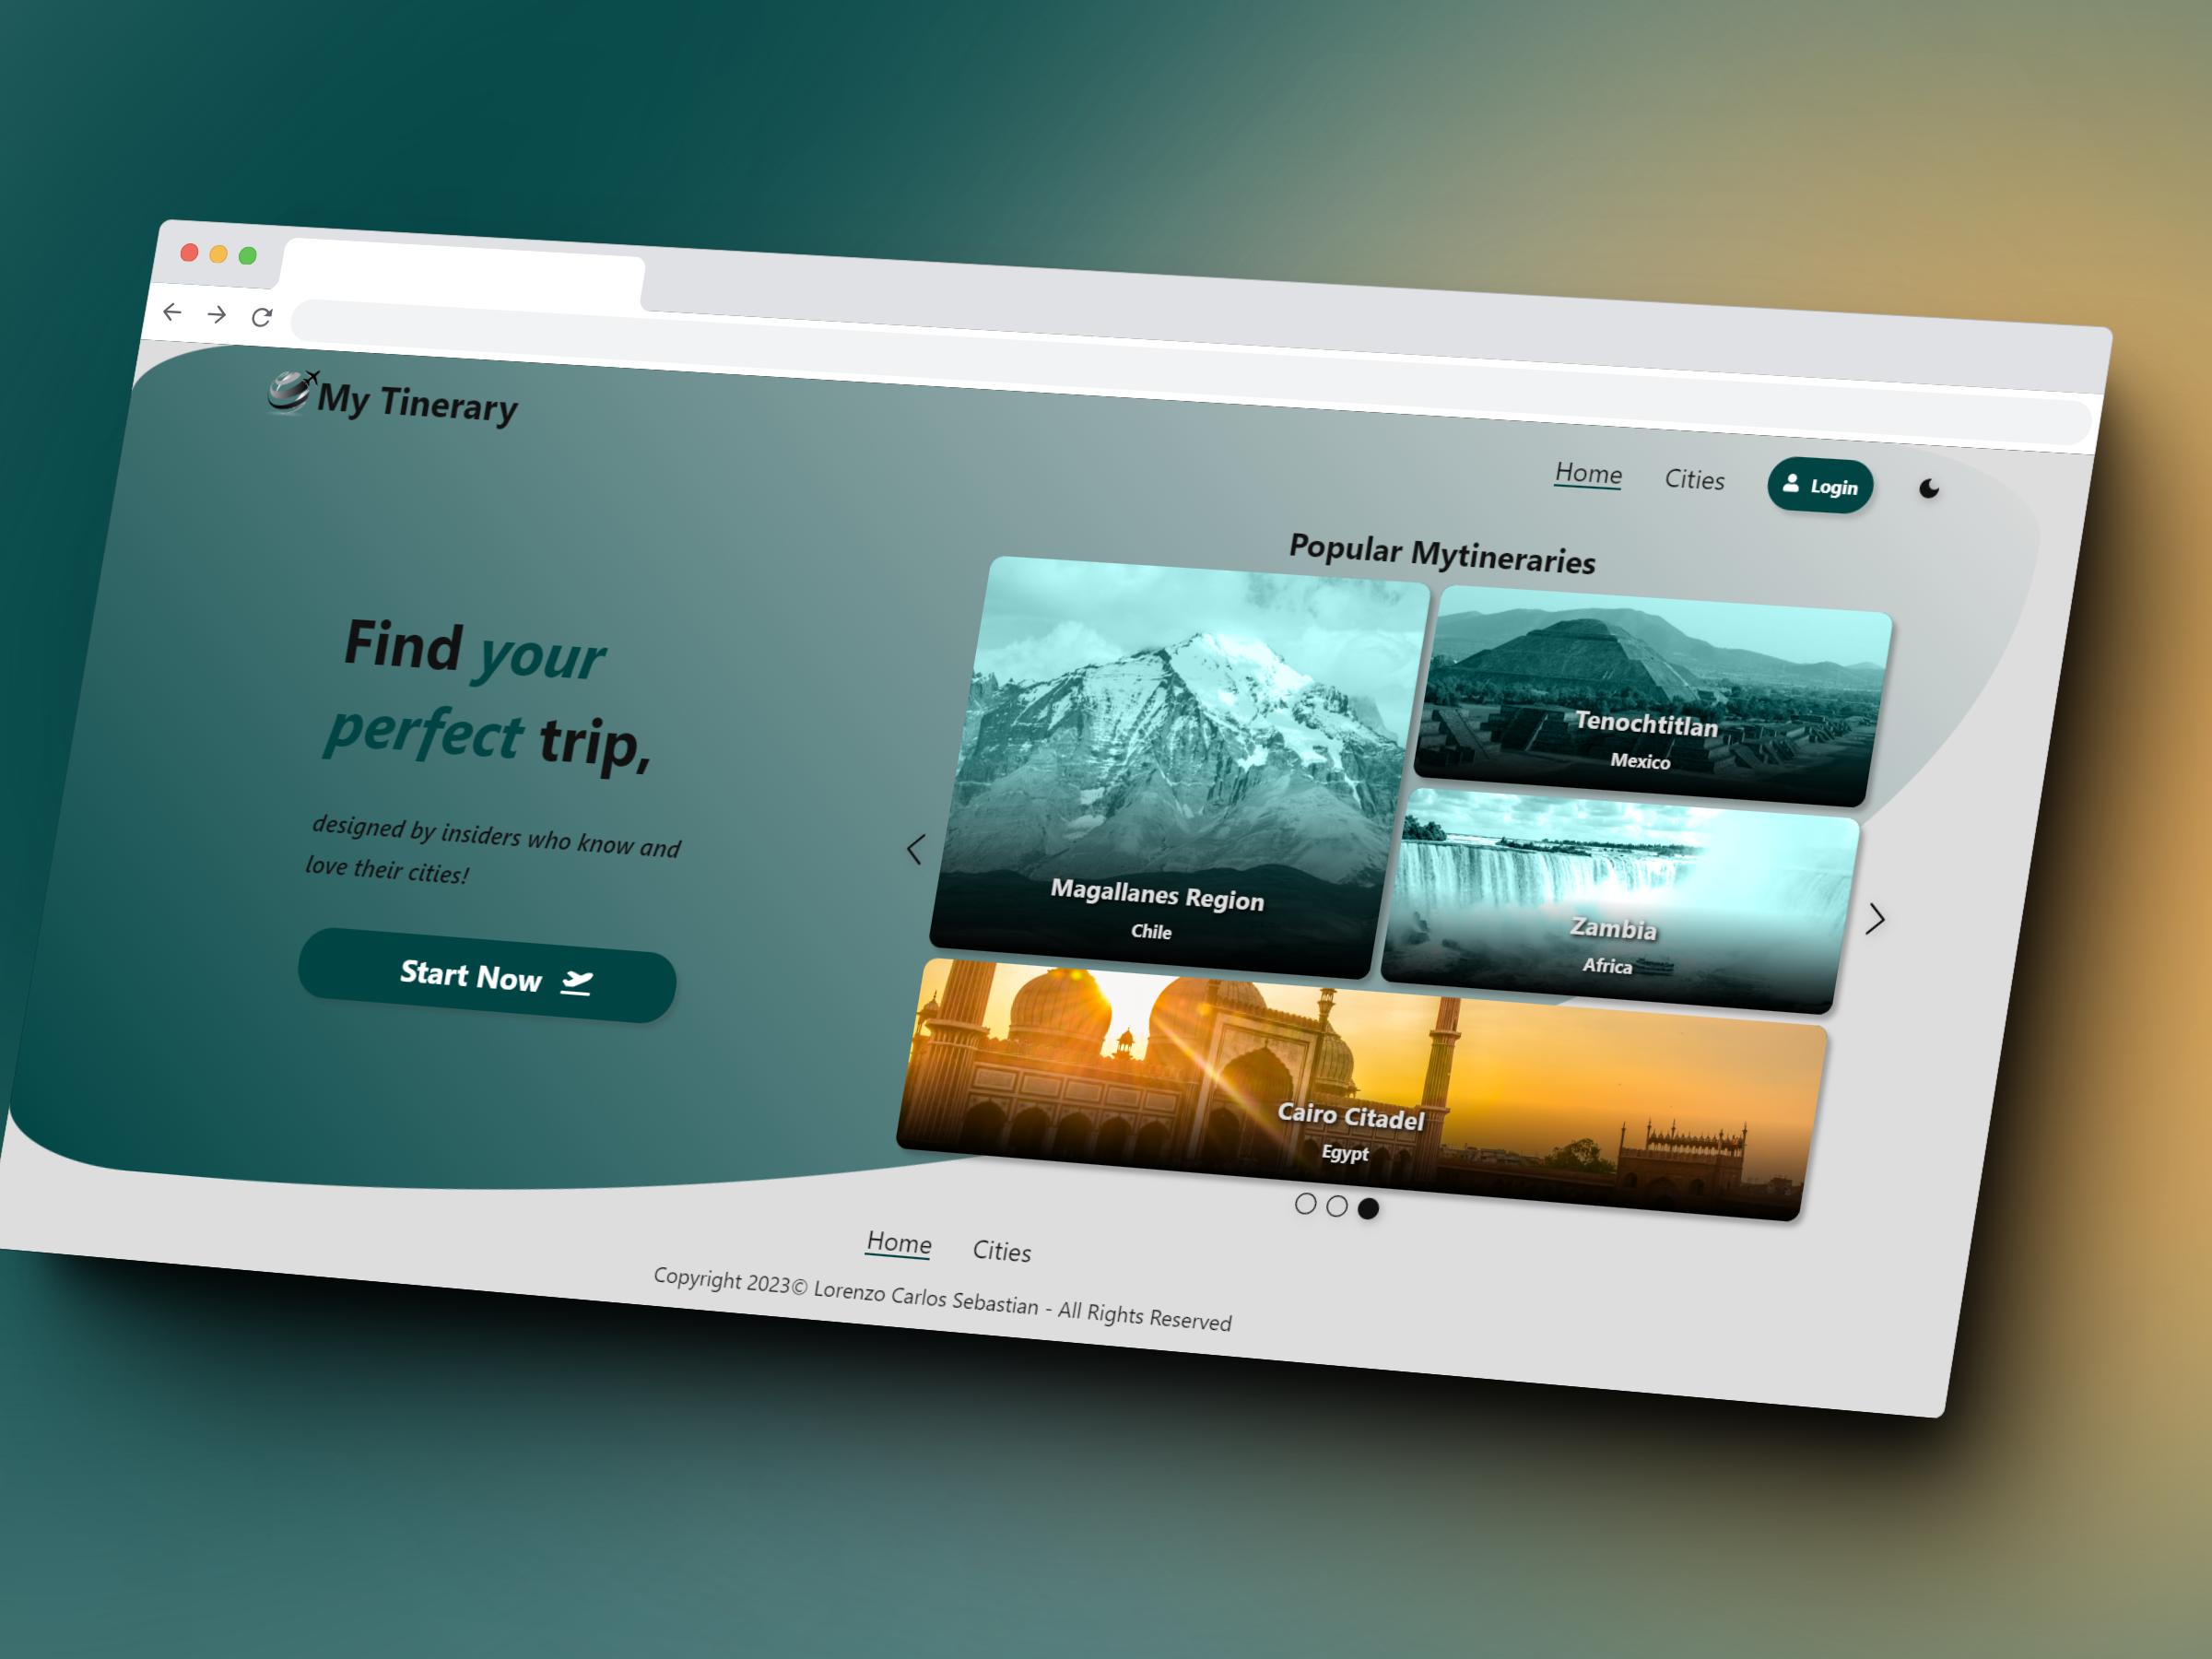 My Tinerary
Home
Cities
Login
Find your
perfect trip,
designed by insiders who know and
love their cities!
Start Now
Popular Mytineraries
Magallanes Region
Chile
Tenochtitlan
Mexico
Zambia
Africa
Cairo Citadel
Egypt
Home
Cities
Copyright 2023© Lorenzo Carlos Sebastian - All Rights Reserved